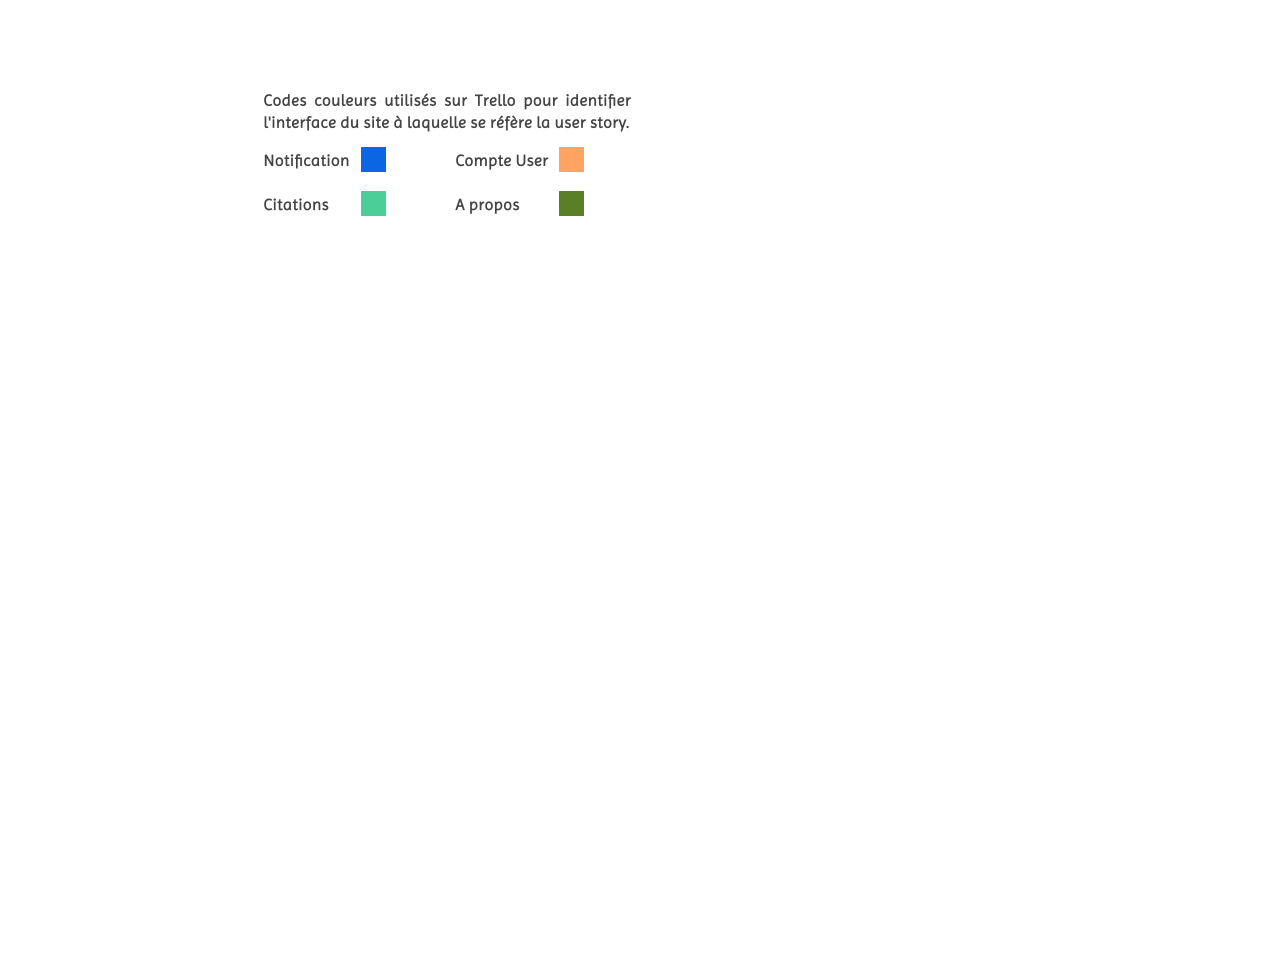 Codes couleurs utilisés sur Trello pour identifier
l'interface du site à laquelle se réfère la user story.
Notification
Compte User
Citations
A propos